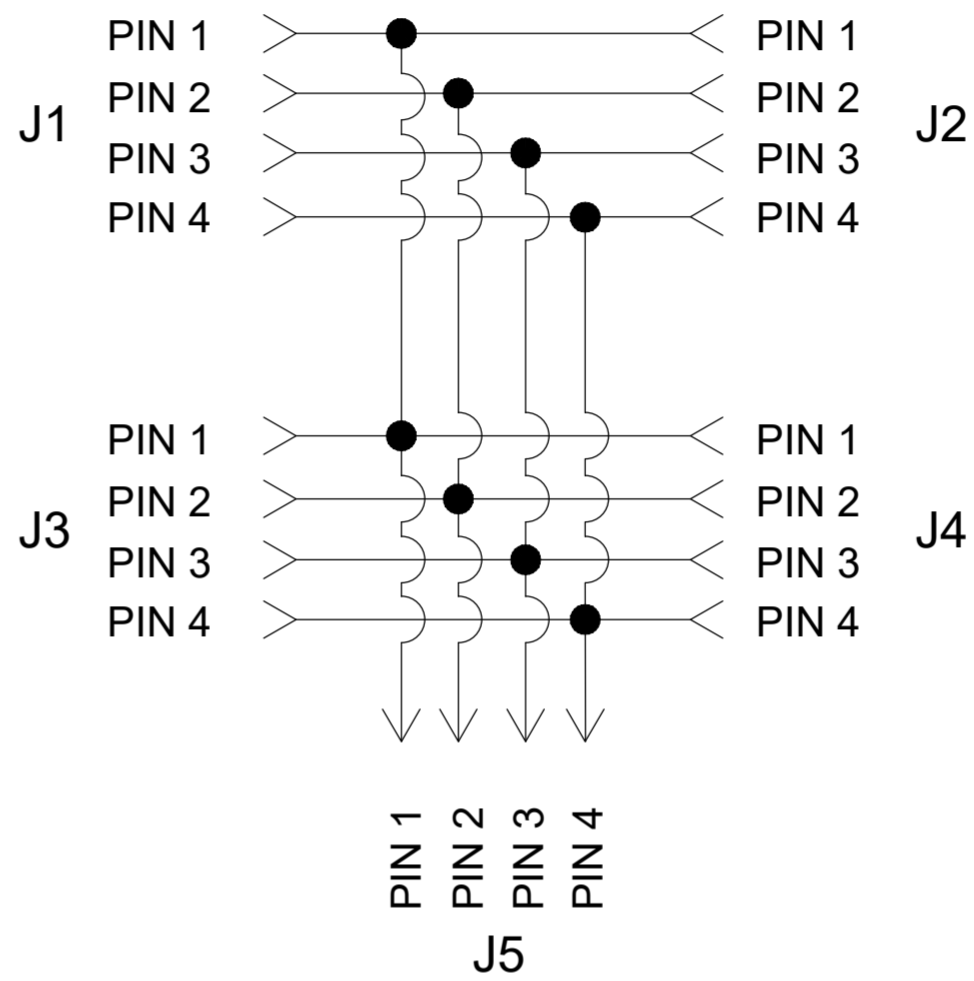 PIN 1 PIN 1
PIN 2 PIN 2
J1 J2
PIN 3 PIN 3
PIN 4 PIN 4
PIN 1 PIN 1
PIN 2 PIN 2
J3 J4
PIN 3 PIN 3
PIN 4 PIN 4
PIN 1
PIN 2
PIN 3
PIN 4
J5